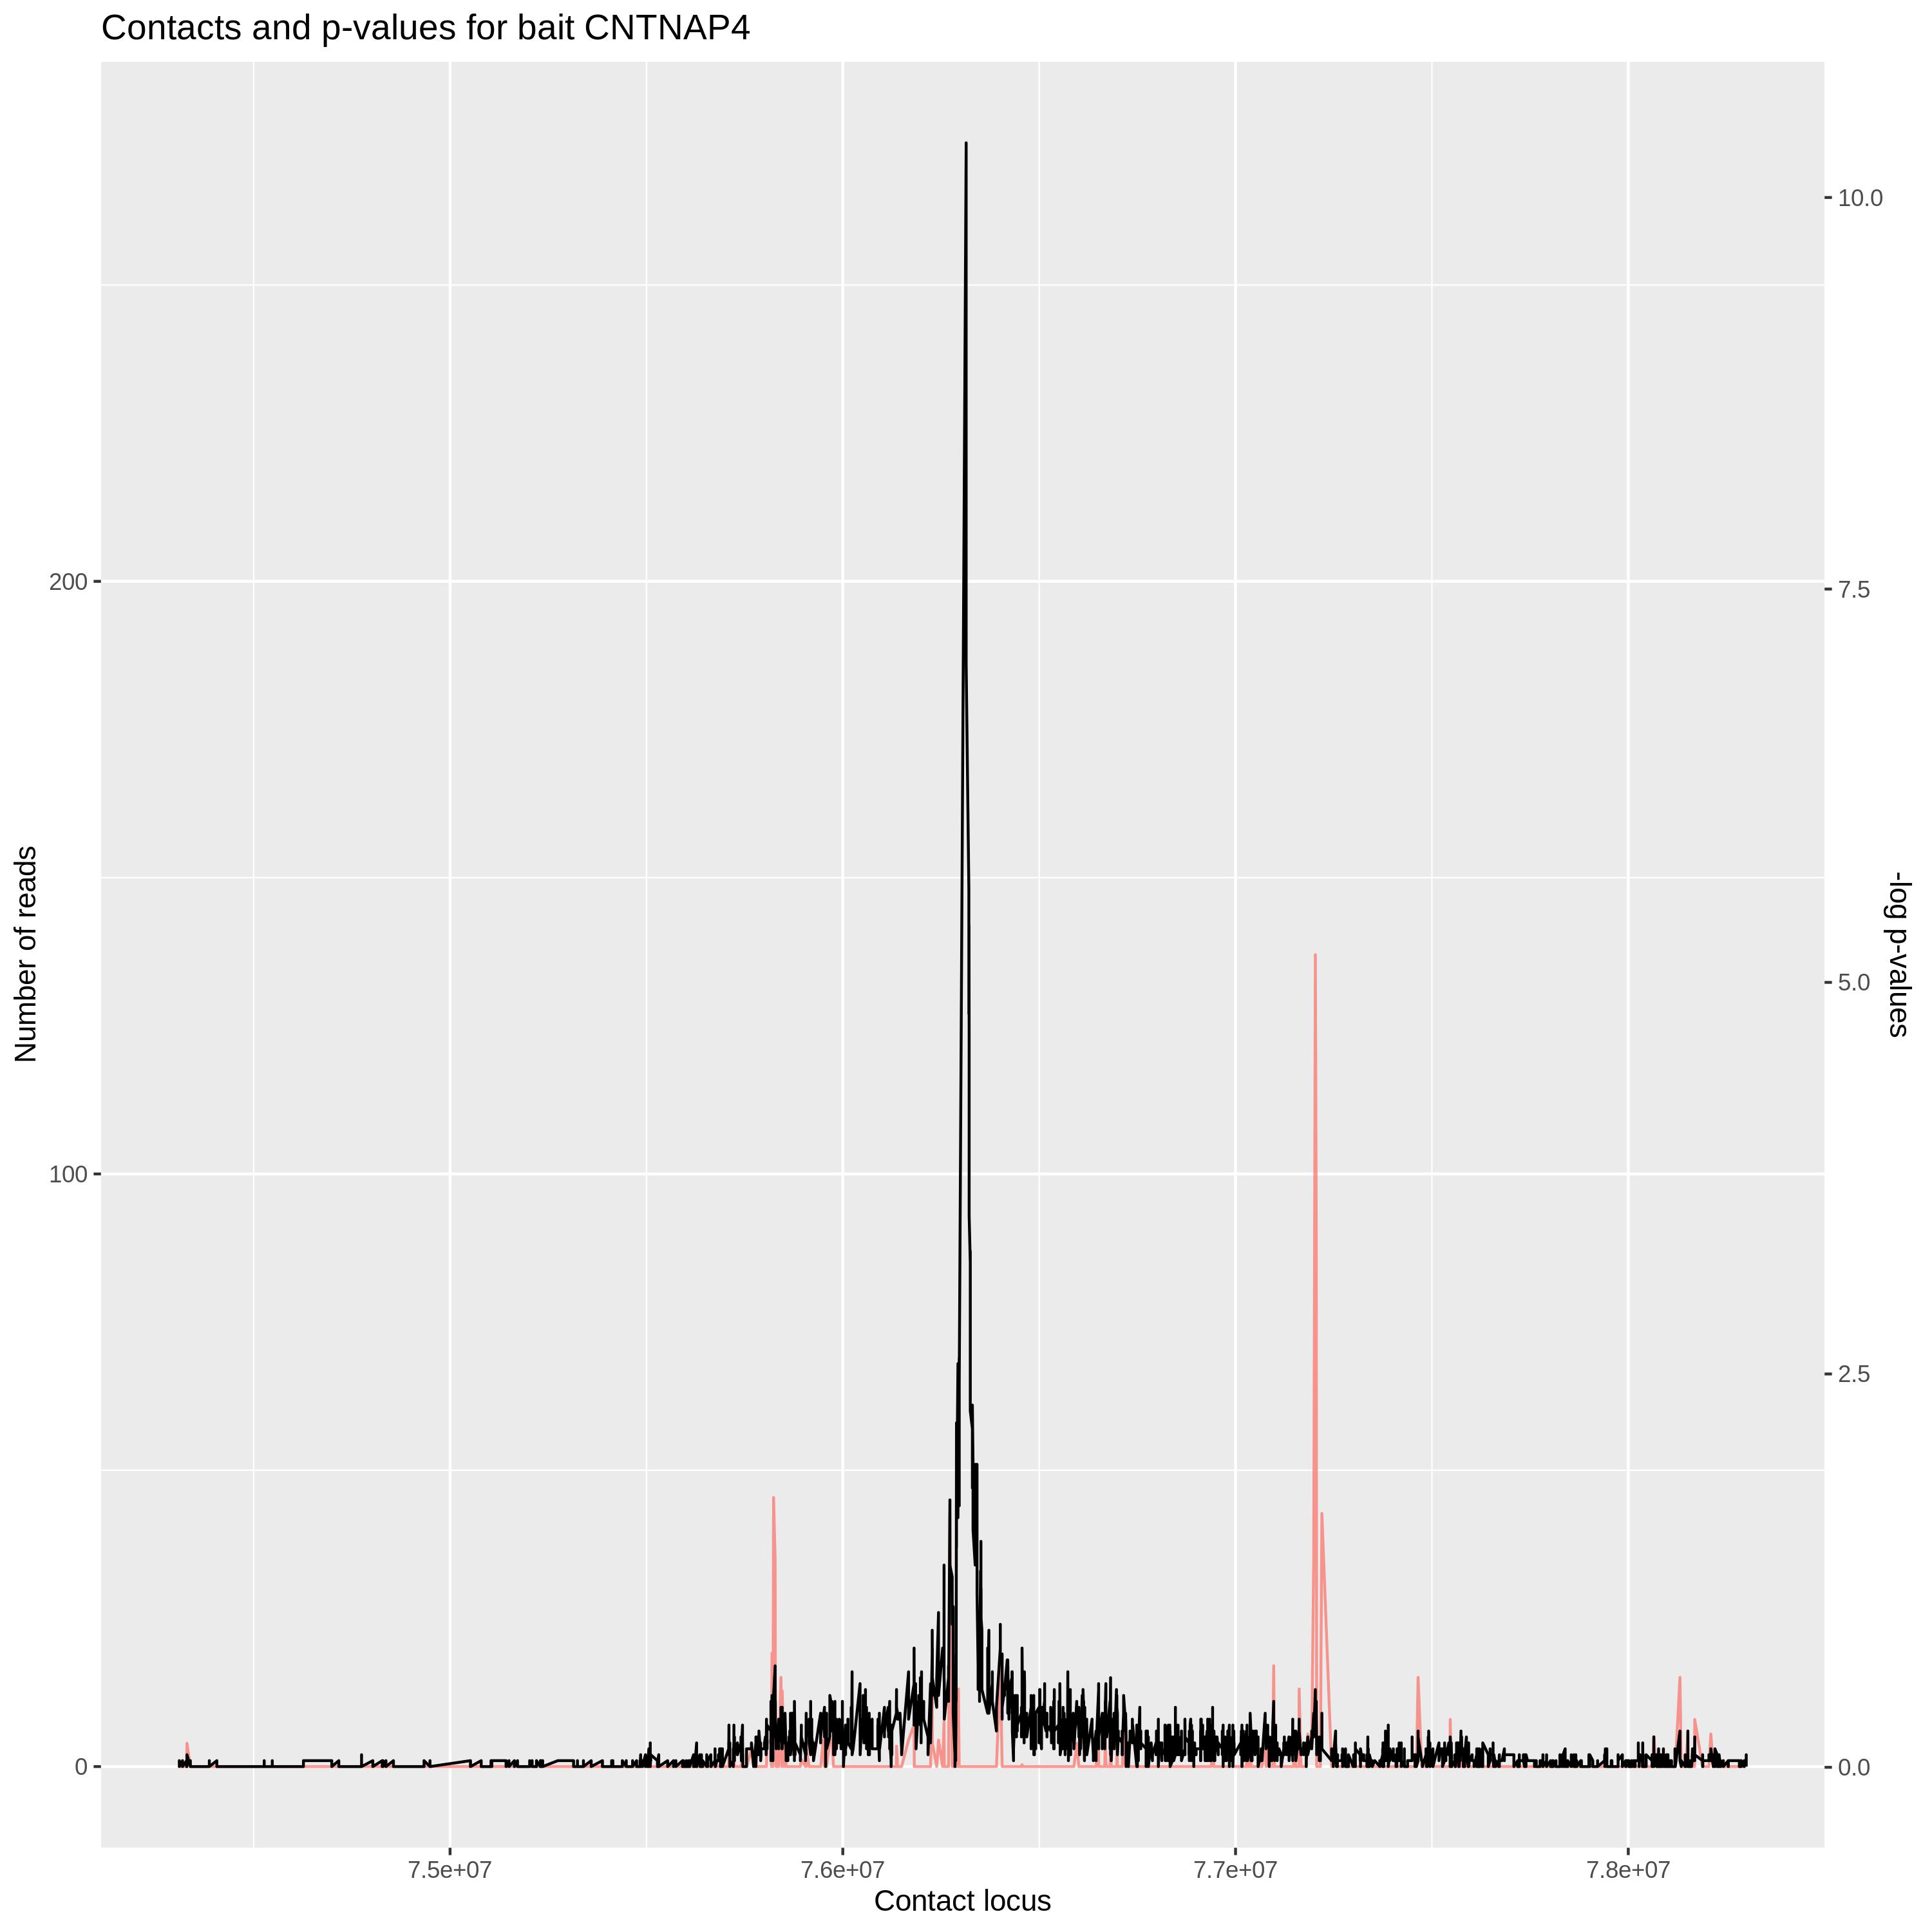 Contacts and p-values for bait CNTNAP4
Number of reads
200
100
0
10.0
7.5
5.0
2.5
0.0
-log p-values
7.5e+07
7.6e+07
7.7e+07
7.8e+07
Contact locus